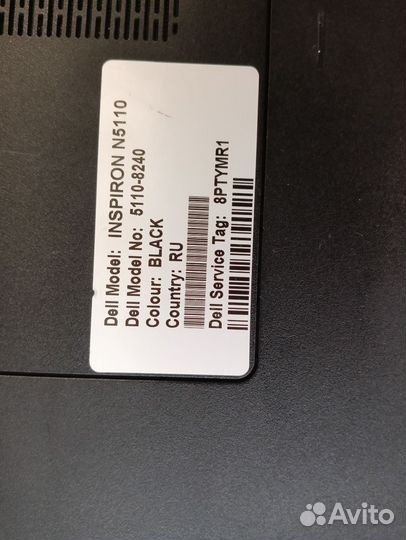 Dell Model: INSPIRON N5110
Dell Model No: 5110-8240
Colour: BLACK
Country: RU
Dell Service Tag: 8PTYMR1
Avito